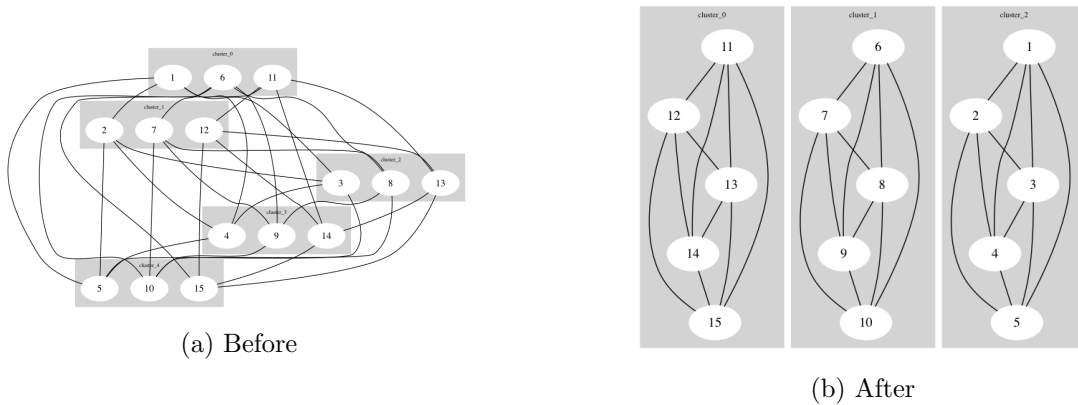 cluster_0
1 6 11
cluster_1
2 7 12
cluster_2
3 8 13
cluster_3
4 9 14
cluster_4
5 10 15
(a) Before
cluster_0
11
12
13
14
15
cluster_1
6
7
8
9
10
cluster_2
1
2
3
4
5
(b) After